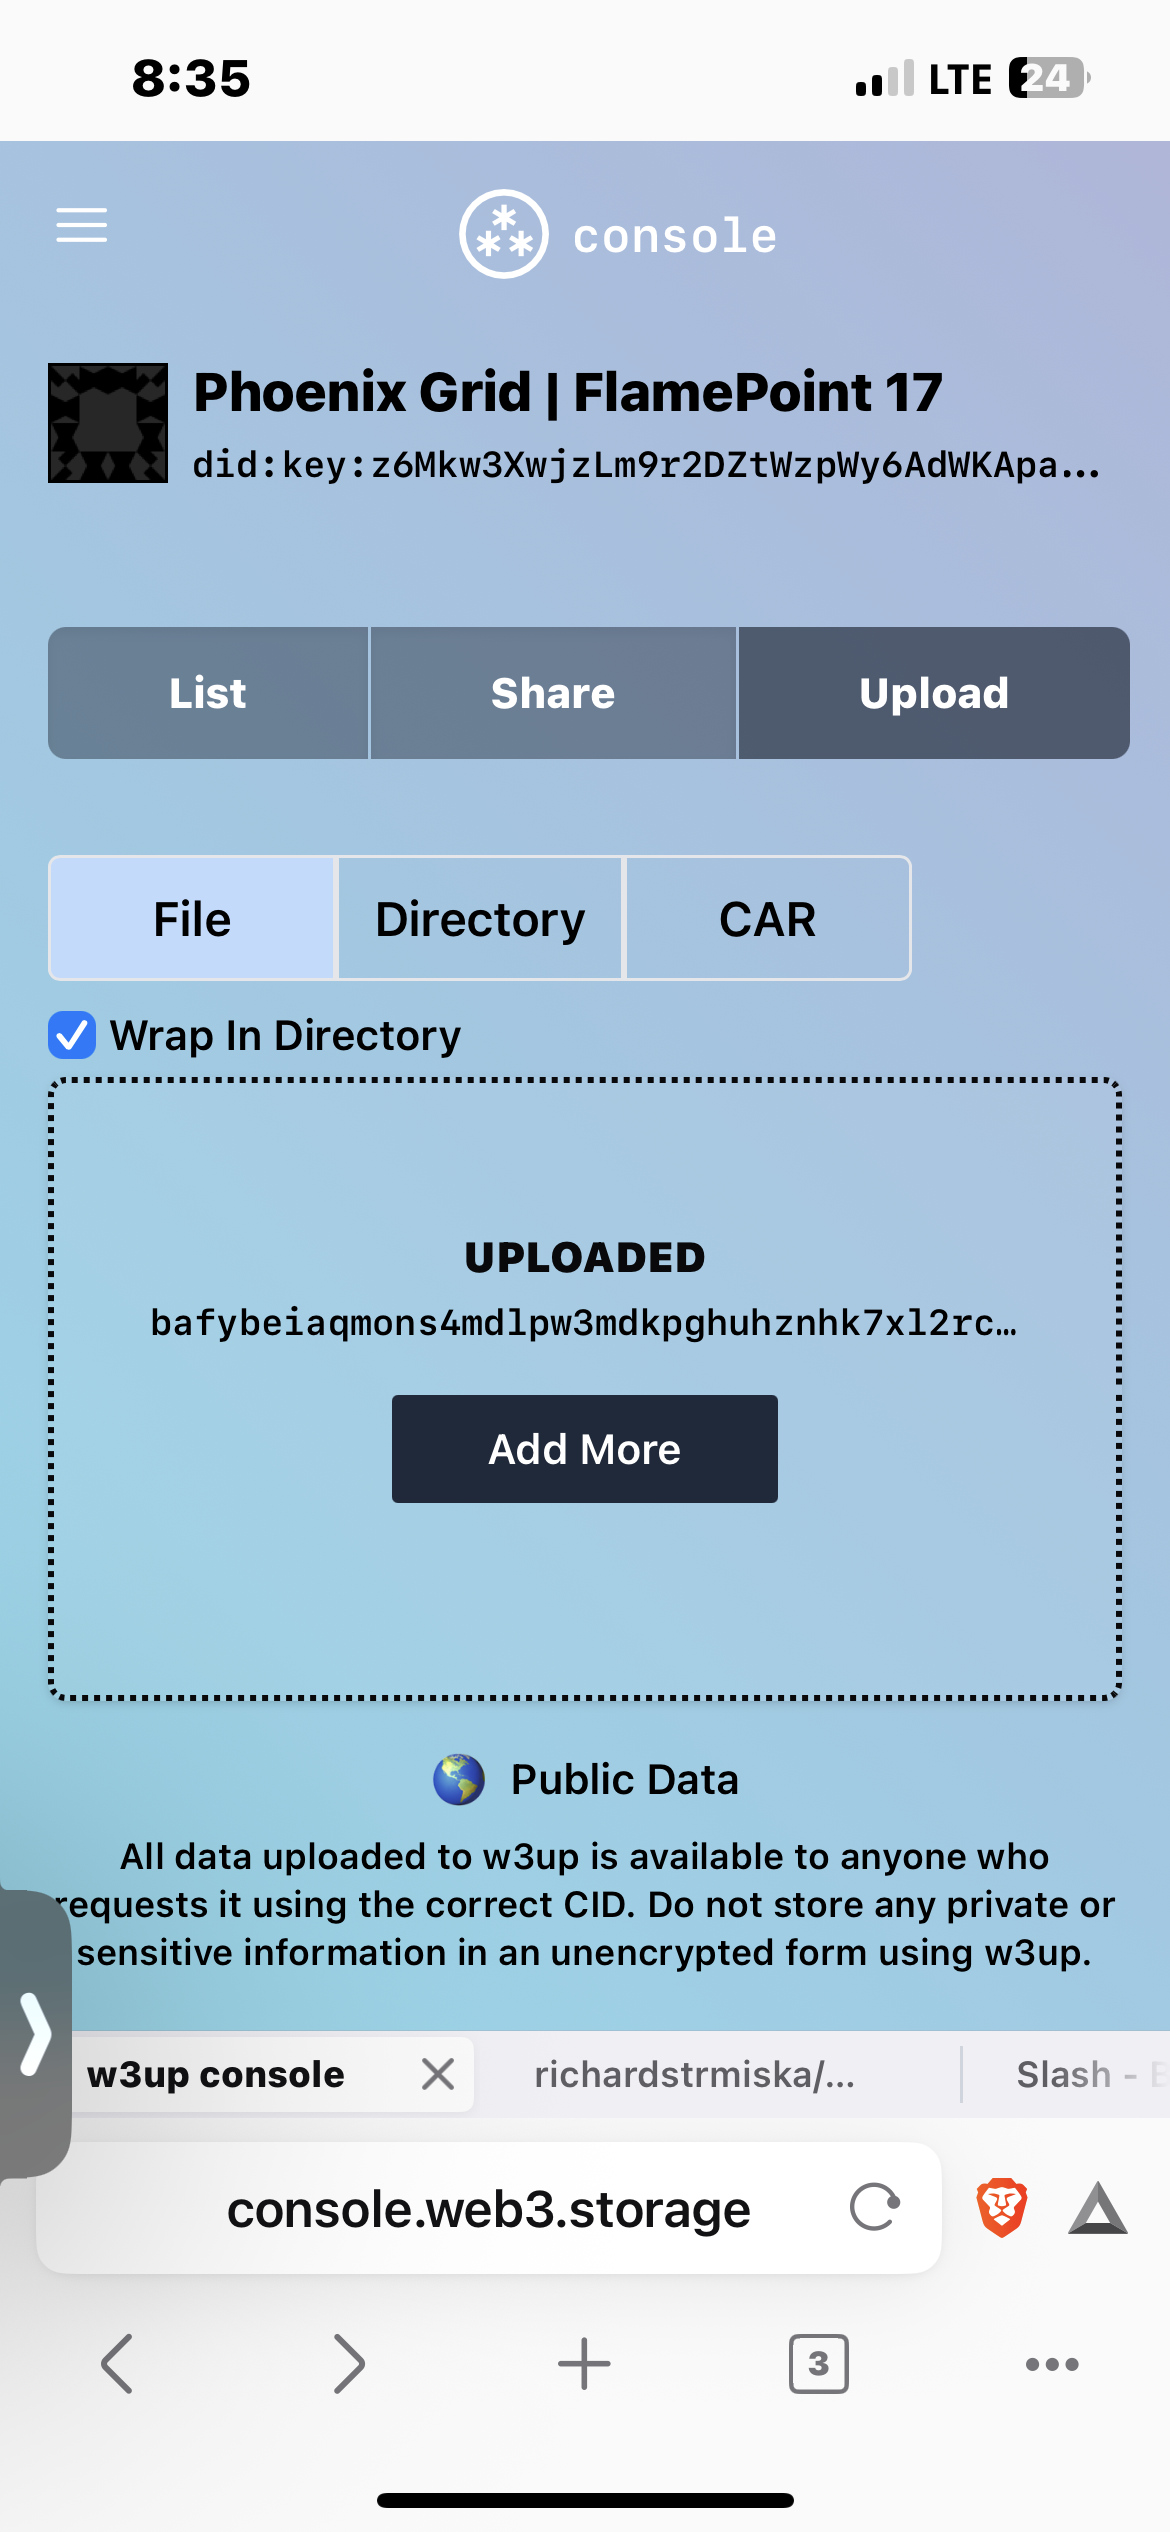 8:35
LTE 24
console
Phoenix Grid | FlamePoint 17
did:key:z6Mkw3XwjzLm9r2DZtWzpWy6AdWKApa...
List
Share
Upload
File
Directory
CAR
Wrap In Directory
UPLOADED
bafybeiaqmons4mdlpw3mdkpghuhznhk7xl2rc…
Add More
🌎 Public Data
All data uploaded to w3up is available to anyone who
requests it using the correct CID. Do not store any private or
sensitive information in an unencrypted form using w3up.
w3up console
richardstrmiska/...
Slash -
console.web3.storage
3